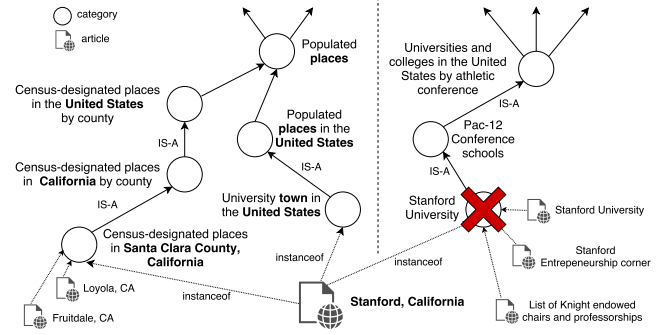 category
article
Populated
places
Universities and
colleges in the United
States by athletic
conference
Census-designated places
in the United States
by county
IS-A
Populated
places in the
United States
Pac-12
Conference
schools
IS-A
IS-A
Census-designated places
in California by county
IS-A
IS-A
University town in
the United States
Stanford
University
Stanford University
IS-A
Census-designated places
in Santa Clara County,
California
Stanford
Entrepeneurship corner
instanceof
instanceof
Loyola, CA
instanceof
Stanford, California
List of Knight endowed
chairs and professorships
Fruitdale, CA